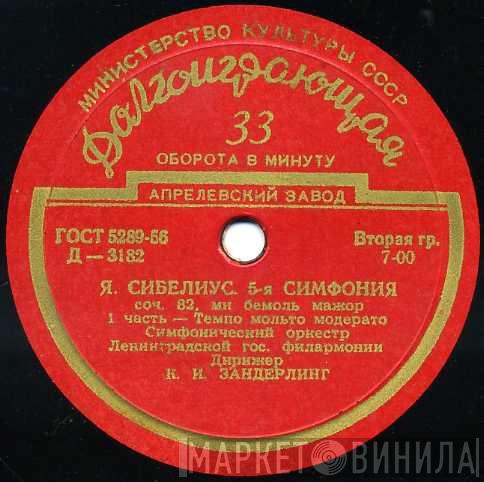 МИНИСТЕРСТВО КУЛЬТУРЫ СССР
Долгоиграющая
33
ОБОРОТА В МИНУТУ
АПРЕЛЕВСКИЙ ЗАВОД
ГОСТ 5289-56
Д — 3182
Вторая гр.
7-00
Я. СИБЕЛИУС. 5-я СИМФОНИЯ
соч. 82, ми бемоль мажор
1 часть — Темпо мольто модерато
Симфонический оркестр
Ленинградской гос. филармонии
Дирижер
К. И. ЗАНДЕРЛИНГ
МАРКЕТ ВИНИЛА